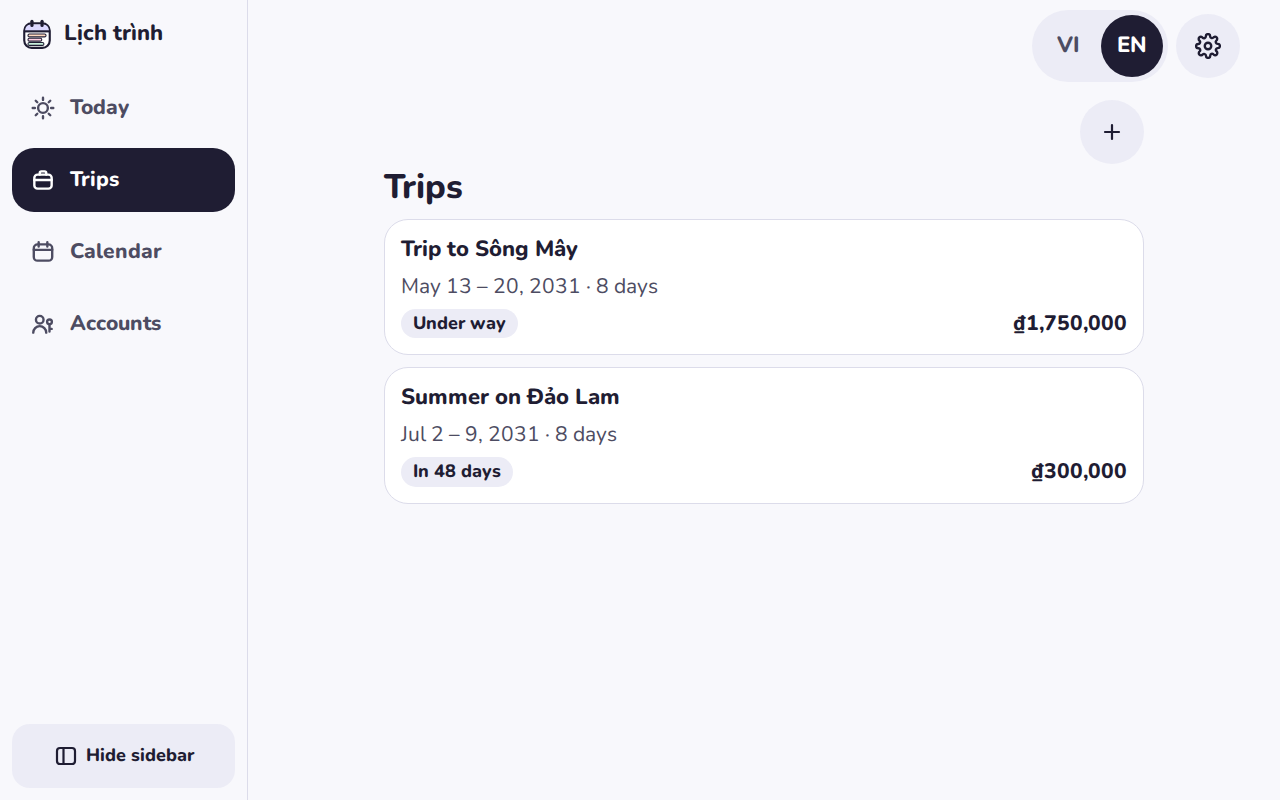 Lịch trình
VI
EN
Today
Trips
Calendar
Accounts
Hide sidebar
Trips
Trip to Sông Mây
May 13 – 20, 2031 · 8 days
Under way
₫1,750,000
Summer on Đảo Lam
Jul 2 – 9, 2031 · 8 days
In 48 days
₫300,000